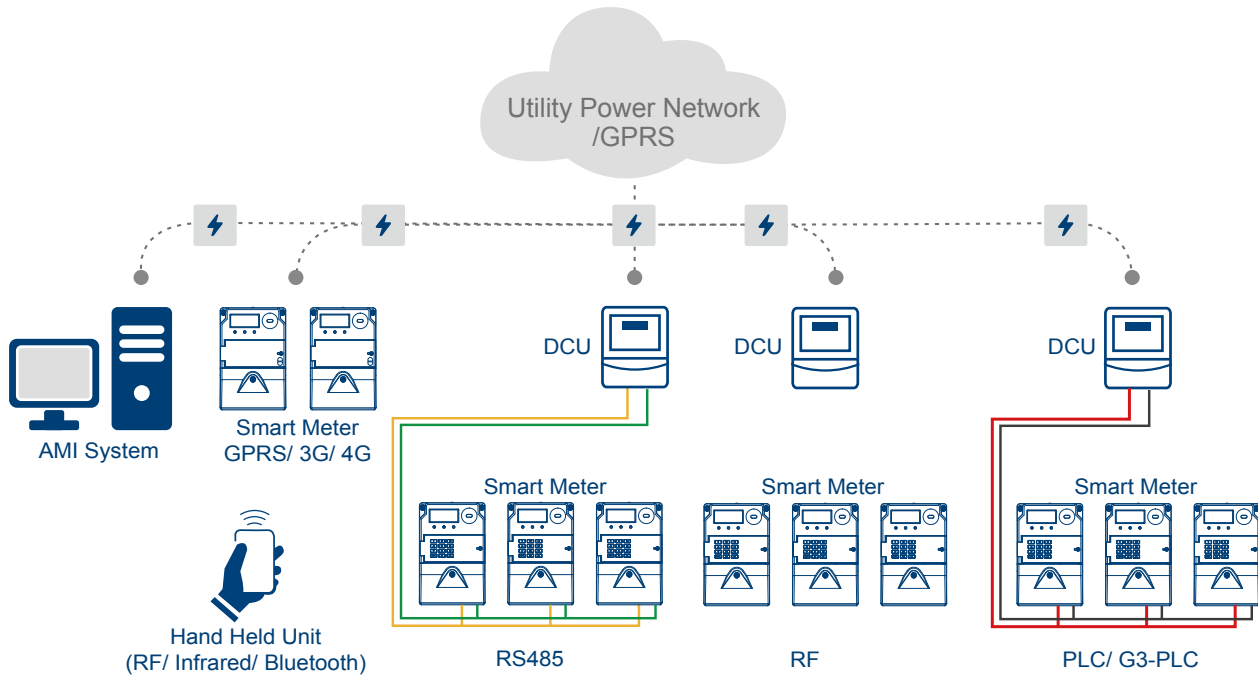 Utility Power Network
/GPRS
DCU
DCU
DCU
AMI System
Smart Meter
GPRS/ 3G/ 4G
Smart Meter
Smart Meter
Smart Meter
Hand Held Unit
(RF/ Infrared/ Bluetooth)
RS485
RF
PLC/ G3-PLC